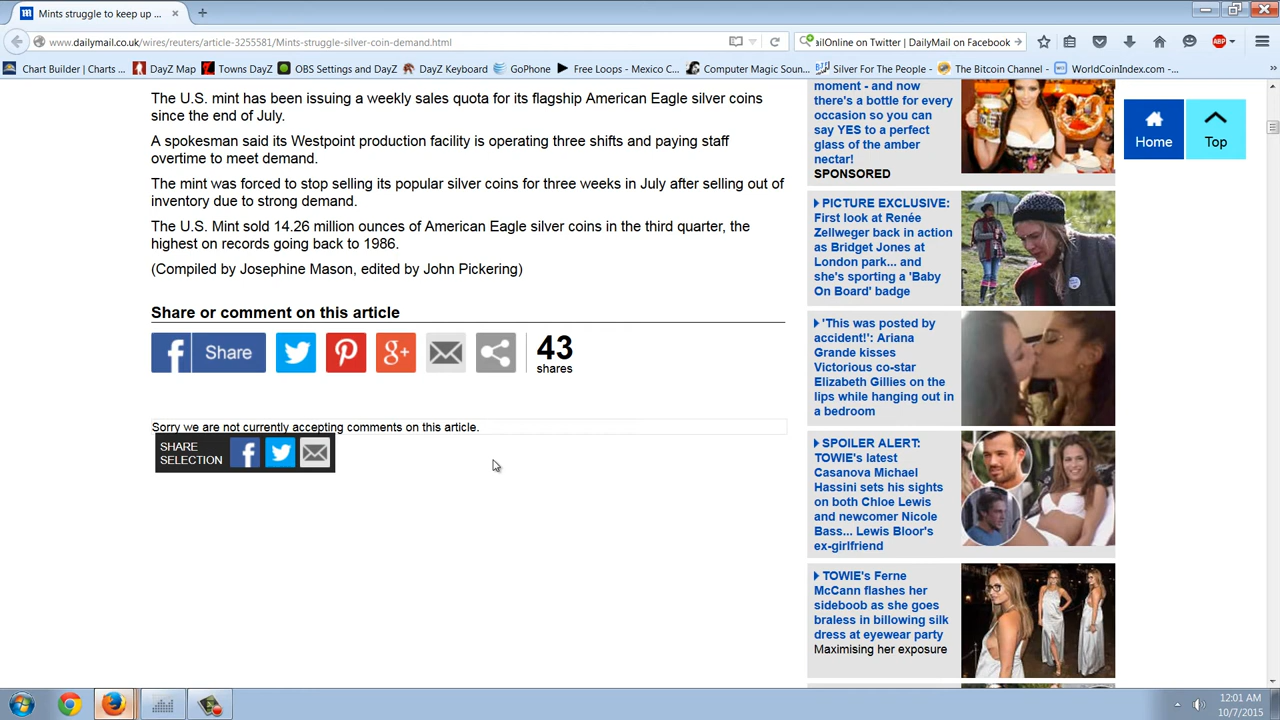 Mints struggle to keep up ...
www.dailymail.co.uk/wires/reuters/article-3255581/Mints-struggle-silver-coin-demand.html
ailOnline on Twitter | DailyMail on Facebook
ABP
Chart Builder | Charts ...
DayZ Map
Towns DayZ
OBS Settings and DayZ
DayZ Keyboard
GoPhone
Free Loops - Mexico C...
Computer Magic Soun...
Silver For The People - ...
The Bitcoin Channel - ...
WorldCoinIndex.com -...
The U.S. mint has been issuing a weekly sales quota for its flagship American Eagle silver coins
since the end of July.
A spokesman said its Westpoint production facility is operating three shifts and paying staff
overtime to meet demand.
The mint was forced to stop selling its popular silver coins for three weeks in July after selling out of
inventory due to strong demand.
The U.S. Mint sold 14.26 million ounces of American Eagle silver coins in the third quarter, the
highest on records going back to 1986.
(Compiled by Josephine Mason, edited by John Pickering)
Share or comment on this article
f Share
g+
43
shares
Sorry we are not currently accepting comments on this article.
SHARE
SELECTION
moment - and now
there's a bottle for every
occasion so you can
say YES to a perfect
glass of the amber
nectar!
SPONSORED
PICTURE EXCLUSIVE:
First look at Renée
Zellweger back in action
as Bridget Jones at
London park... and
she's sporting a 'Baby
On Board' badge
'This was posted by
accident!': Ariana
Grande kisses
Victorious co-star
Elizabeth Gillies on the
lips while hanging out in
a bedroom
SPOILER ALERT:
TOWIE's latest
Casanova Michael
Hassini sets his sights
on both Chloe Lewis
and newcomer Nicole
Bass... Lewis Bloor's
ex-girlfriend
TOWIE's Ferne
McCann flashes her
sideboob as she goes
braless in billowing silk
dress at eyewear party
Maximising her exposure
Home
Top
12:01 AM
10/7/2015